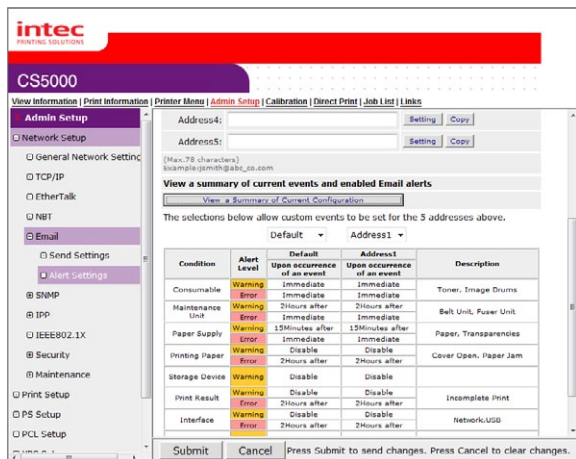 intec
PRINTING SOLUTIONS
CS5000
View Information | Print Information | Printer Menu | Admin Setup | Calibration | Direct Print | Job List | Links
Admin Setup
Network Setup
General Network Setting
TCP/IP
EtherTalk
NBT
Email
Send Settings
Alert Settings
SNMP
IPP
IEEE802.1X
Security
Maintenance
Print Setup
PS Setup
PCL Setup
Address4: Setting Copy
Address5: Setting Copy
(Max.78 characters)
Example:jsmith@abc_co.com
View a summary of current events and enabled Email alerts
View a Summary of Current Configuration
The selections below allow custom events to be set for the 5 addresses above.
Default Address1
Condition Alert Level Default Upon occurrence of an event Address1 Upon occurrence of an event Description
Consumable Warning Immediate Immediate Toner, Image Drums
Error Immediate Immediate
Maintenance Unit Warning 2Hours after 2Hours after Belt Unit, Fuser Unit
Error Immediate Immediate
Paper Supply Warning 15Minutes after 15Minutes after Paper, Transparencies
Error Immediate Immediate
Printing Paper Warning Disable Disable Cover Open, Paper Jam
Error 2Hours after 2Hours after
Storage Device Warning Disable Disable
Print Result Warning Disable Disable Incomplete Print
Error 2Hours after 2Hours after
Interface Warning Disable Disable Network,USB
Error 2Hours after 2Hours after
Submit Cancel Press Submit to send changes. Press Cancel to clear changes.